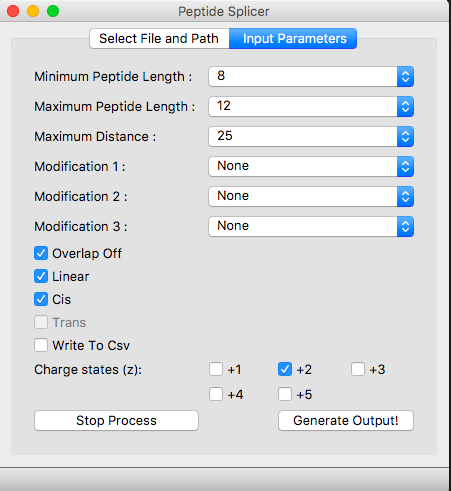 Peptide Splicer
Select File and Path Input Parameters
Minimum Peptide Length : 8
Maximum Peptide Length : 12
Maximum Distance : 25
Modification 1 : None
Modification 2 : None
Modification 3 : None
Overlap Off
Linear
Cis
Trans
Write To Csv
Charge states (z): +1 +2 +3
+4 +5
Stop Process Generate Output!